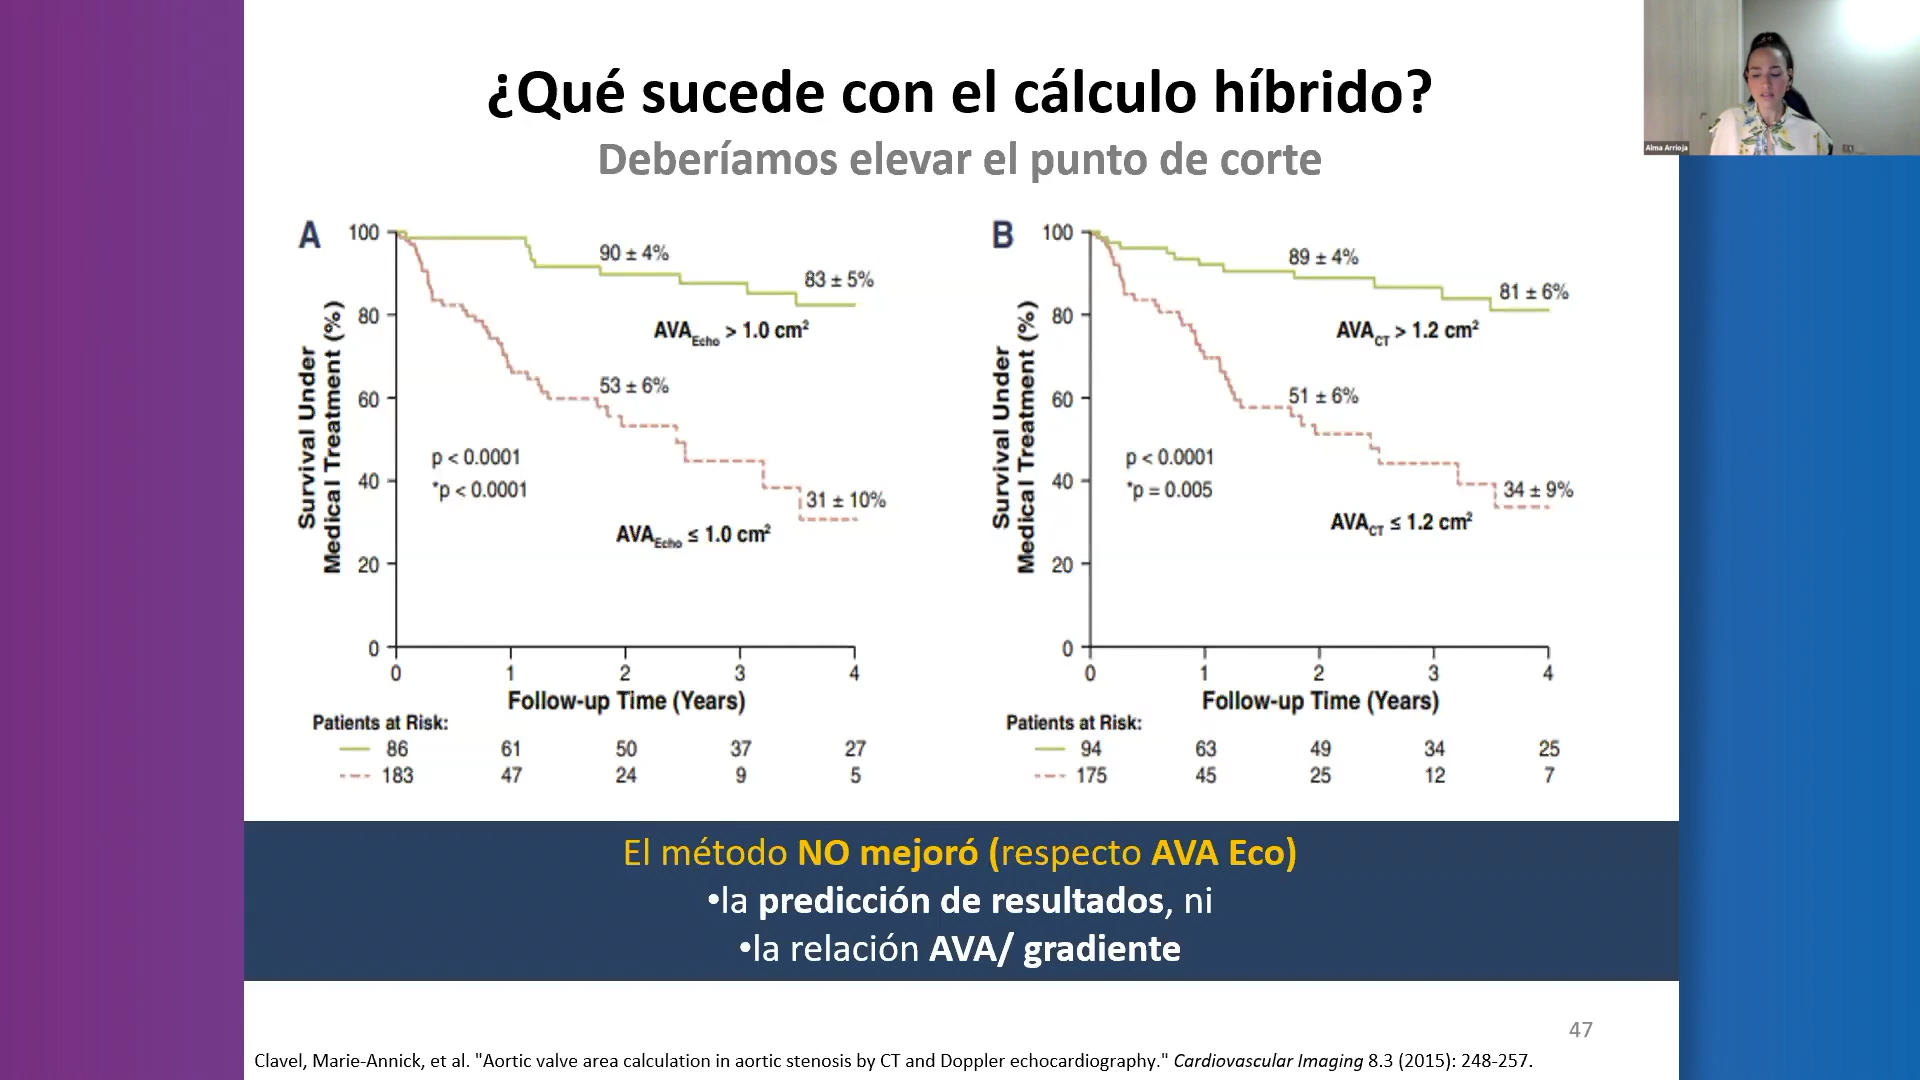 ¿Qué sucede con el cálculo híbrido?
Deberíamos elevar el punto de corte
Alma Arrioja
A
Survival Under
Medical Treatment (%)
100
80
60
40
20
0
90 ± 4%
83 ± 5%
AVAEcho > 1.0 cm²
53 ± 6%
p < 0.0001
*p < 0.0001
31 ± 10%
AVAEcho ≤ 1.0 cm²
0 1 2 3 4
Follow-up Time (Years)
Patients at Risk:
86 61 50 37 27
183 47 24 9 5
B
Survival Under
Medical Treatment (%)
100
80
60
40
20
0
89 ± 4%
81 ± 6%
AVACT > 1.2 cm²
51 ± 6%
p < 0.0001
*p = 0.005
34 ± 9%
AVACT ≤ 1.2 cm²
0 1 2 3 4
Follow-up Time (Years)
Patients at Risk:
94 63 49 34 25
175 45 25 12 7
El método NO mejoró (respecto AVA Eco)
•la predicción de resultados, ni
•la relación AVA/ gradiente
47
Clavel, Marie-Annick, et al. "Aortic valve area calculation in aortic stenosis by CT and Doppler echocardiography." Cardiovascular Imaging 8.3 (2015): 248-257.